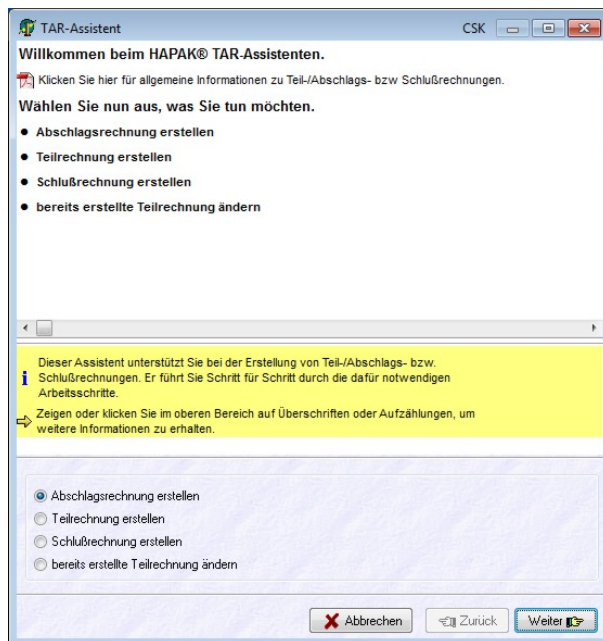 TAR-Assistent CSK
Willkommen beim HAPAK® TAR-Assistenten.
Klicken Sie hier für allgemeine Informationen zu Teil-/Abschlags- bzw Schlußrechnungen.
Wählen Sie nun aus, was Sie tun möchten.
• Abschlagsrechnung erstellen
• Teilrechnung erstellen
• Schlußrechnung erstellen
• bereits erstellte Teilrechnung ändern
Dieser Assistent unterstützt Sie bei der Erstellung von Teil-/Abschlags- bzw.
Schlußrechnungen. Er führt Sie Schritt für Schritt durch die dafür notwendigen
Arbeitsschritte.
Zeigen oder klicken Sie im oberen Bereich auf Überschriften oder Aufzählungen, um
weitere Informationen zu erhalten.
Abschlagsrechnung erstellen
Teilrechnung erstellen
Schlußrechnung erstellen
bereits erstellte Teilrechnung ändern
Abbrechen Zurück Weiter